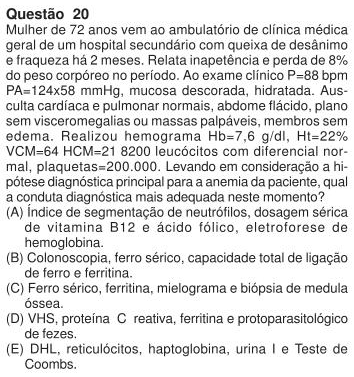 Questão 20
Mulher de 72 anos vem ao ambulatório de clínica médica
geral de um hospital secundário com queixa de desânimo
e fraqueza há 2 meses. Relata inapetência e perda de 8%
do peso corpóreo no período. Ao exame clínico P=88 bpm
PA=124x58 mmHg, mucosa descorada, hidratada. Aus-
culta cardíaca e pulmonar normais, abdome flácido, plano
sem visceromegalias ou massas palpáveis, membros sem
edema. Realizou hemograma Hb=7,6 g/dl, Ht=22%
VCM=64 HCM=21 8200 leucócitos com diferencial nor-
mal, plaquetas=200.000. Levando em consideração a hi-
pótese diagnóstica principal para a anemia da paciente, qual
a conduta diagnóstica mais adequada neste momento?
(A) Índice de segmentação de neutrófilos, dosagem sérica
de vitamina B12 e ácido fólico, eletroforese de
hemoglobina.
(B) Colonoscopia, ferro sérico, capacidade total de ligação
de ferro e ferritina.
(C) Ferro sérico, ferritina, mielograma e biópsia de medula
óssea.
(D) VHS, proteína C reativa, ferritina e protoparasitológico
de fezes.
(E) DHL, reticulócitos, haptoglobina, urina I e Teste de
Coombs.